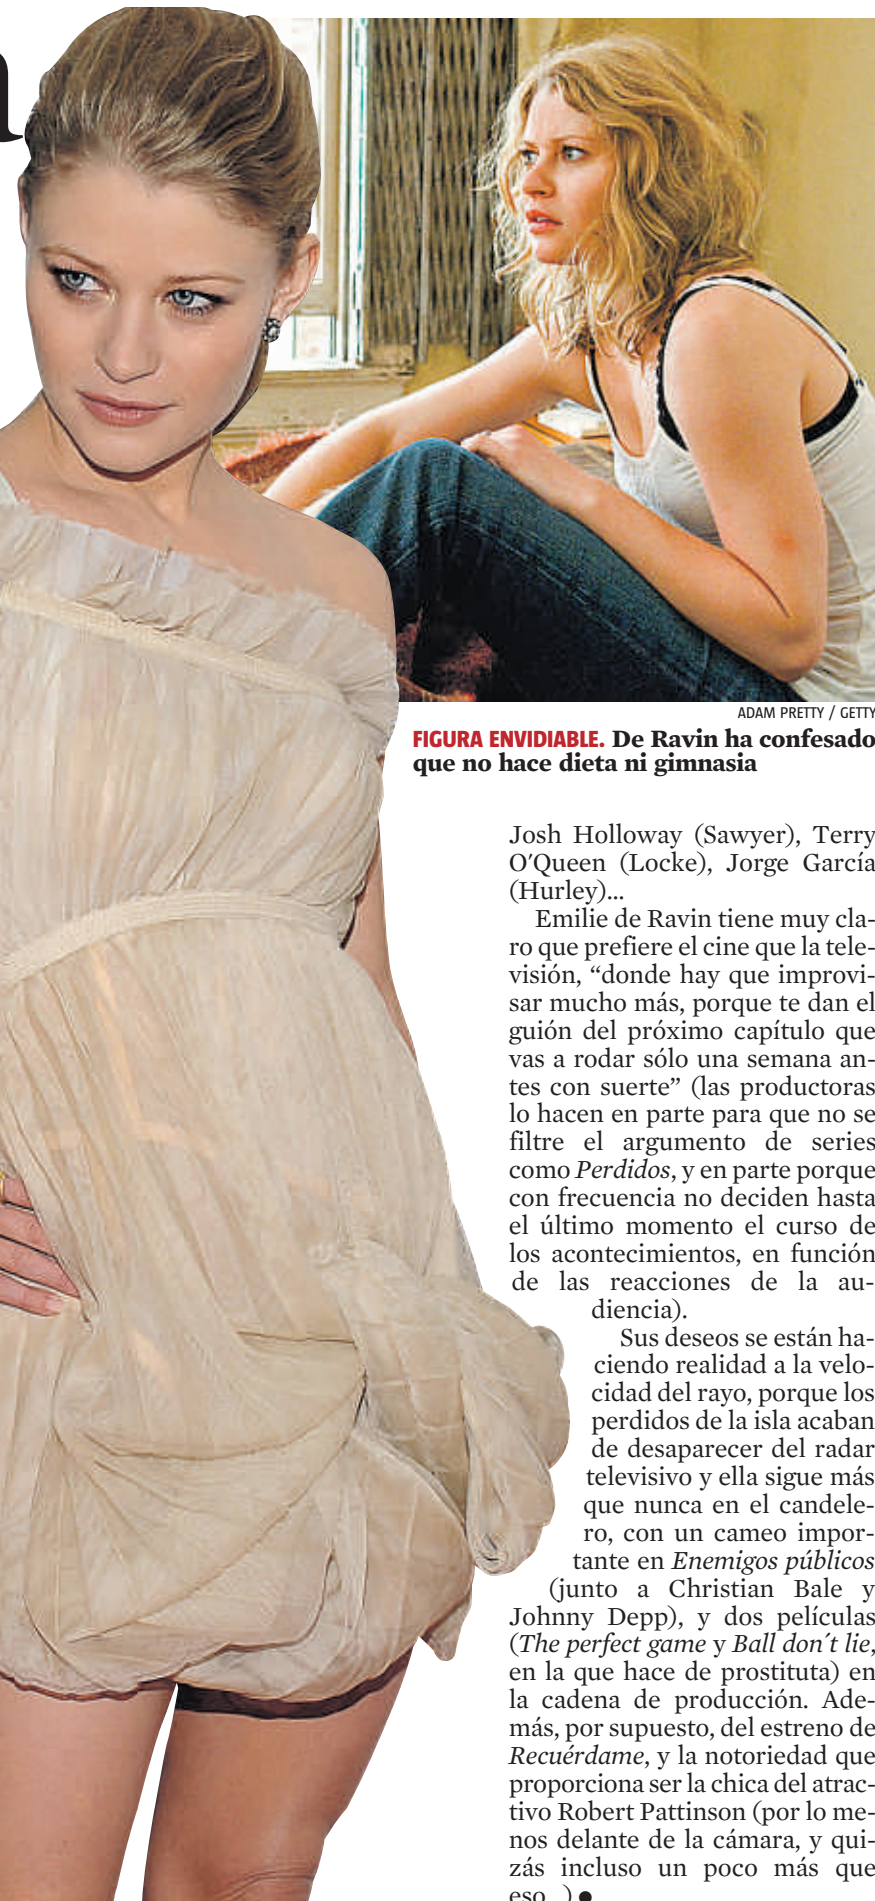 ADAM PRETTY / GETTY
FIGURA ENVIDIABLE. De Ravin ha confesado
que no hace dieta ni gimnasia
Josh Holloway (Sawyer), Terry
O'Queen (Locke), Jorge García
(Hurley)...
Emilie de Ravin tiene muy cla-
ro que prefiere el cine que la tele-
visión, “donde hay que improvi-
sar mucho más, porque te dan el
guión del próximo capítulo que
vas a rodar sólo una semana an-
tes con suerte” (las productoras
lo hacen en parte para que no se
filtre el argumento de series
como Perdidos, y en parte porque
con frecuencia no deciden hasta
el último momento el curso de
los acontecimientos, en función
de las reacciones de la au-
diencia).
Sus deseos se están ha-
ciendo realidad a la velo-
cidad del rayo, porque los
perdidos de la isla acaban
de desaparecer del radar
televisivo y ella sigue más
que nunca en el candele-
ro, con un cameo impor-
tante en Enemigos públicos
(junto a Christian Bale y
Johnny Depp), y dos películas
(The perfect game y Ball don´t lie,
en la que hace de prostituta) en
la cadena de producción. Ade-
más, por supuesto, del estreno de
Recuérdame, y la notoriedad que
proporciona ser la chica del atrac-
tivo Robert Pattinson (por lo me-
nos delante de la cámara, y qui-
zás incluso un poco más que
eso...) ●